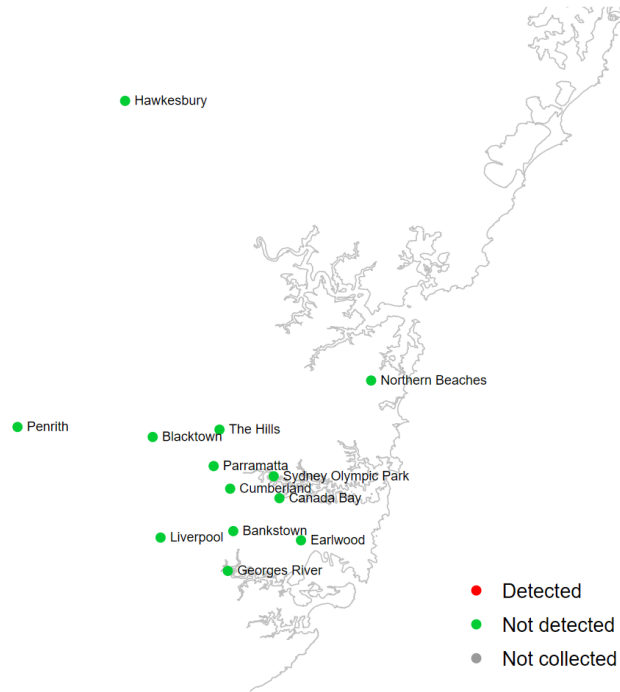 Hawkesbury
Northern Beaches
Penrith
The Hills
Blacktown
Parramatta
Sydney Olympic Park
Cumberland
Canada Bay
Bankstown
Liverpool
Earlwood
Georges River
Detected
Not detected
Not collected